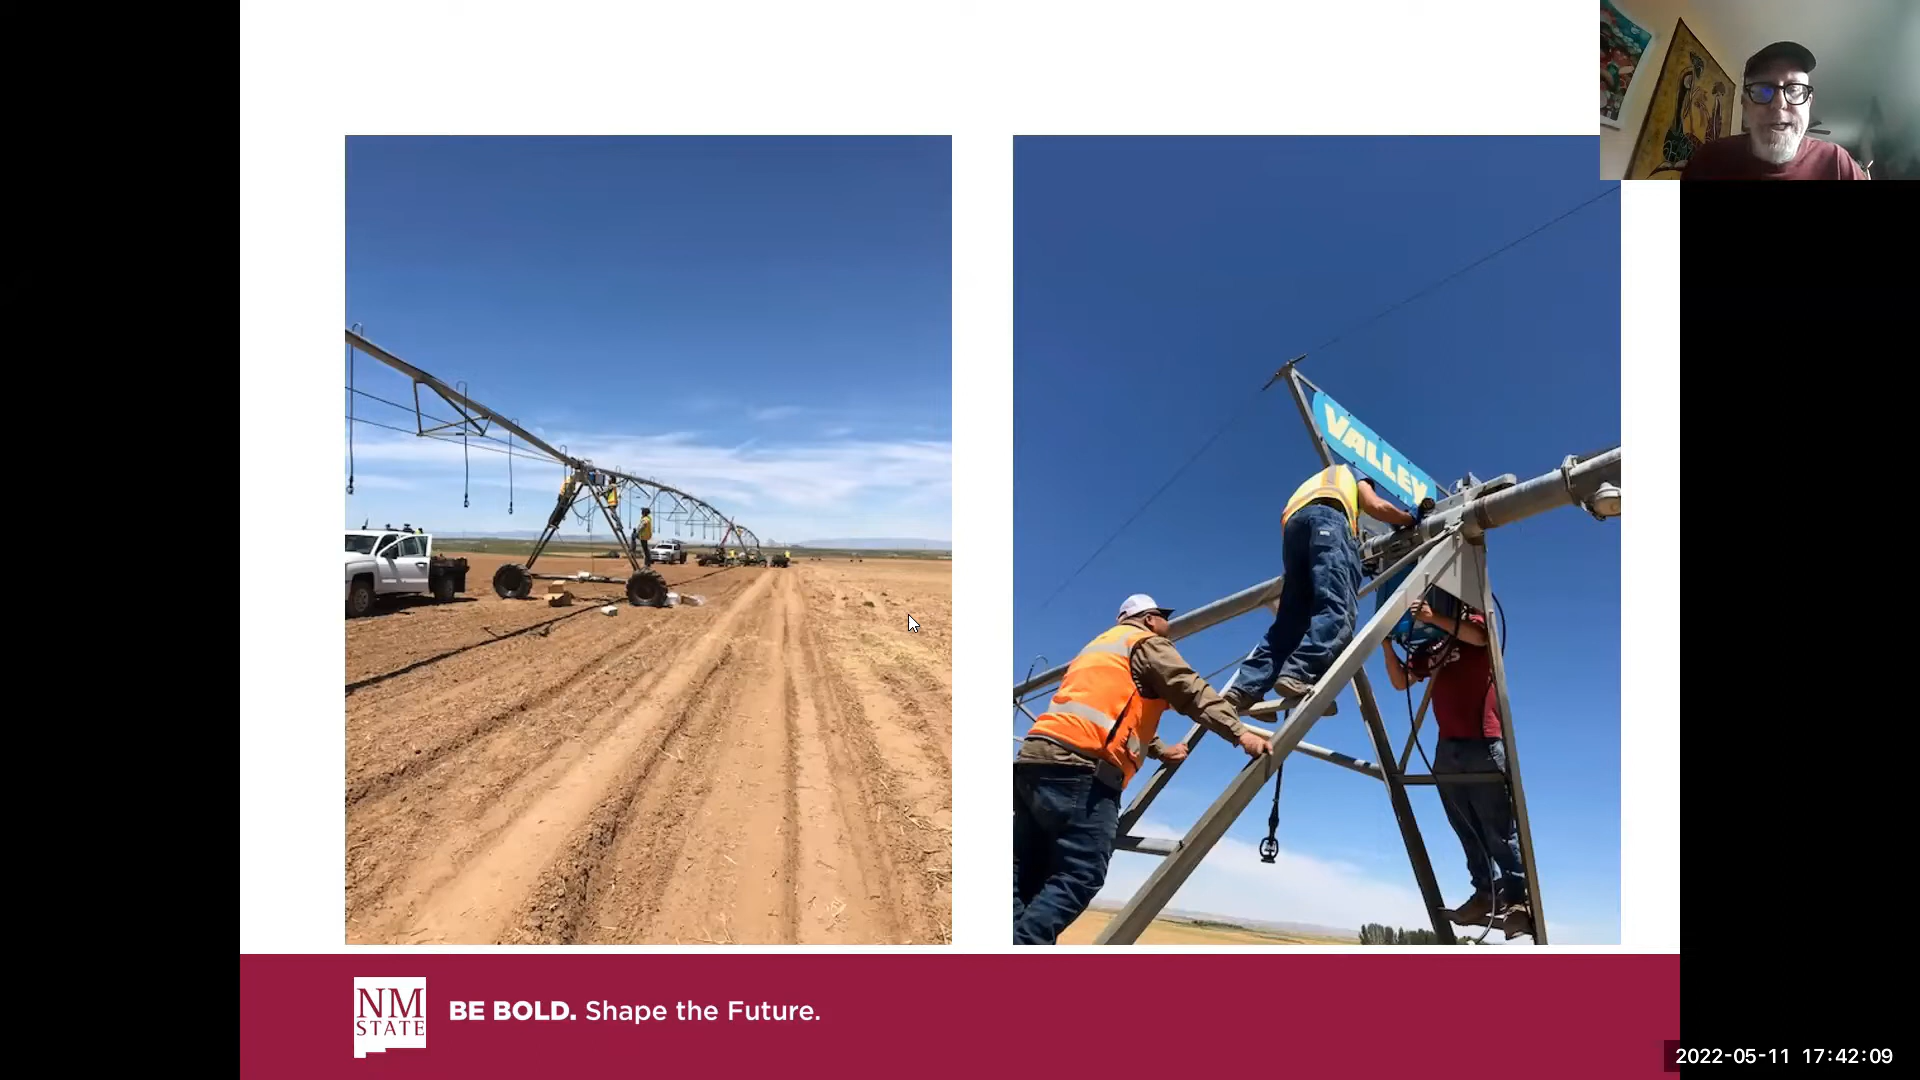 VALLEY
NM
STATE
BE BOLD. Shape the Future.
2022-05-11 17:42:09